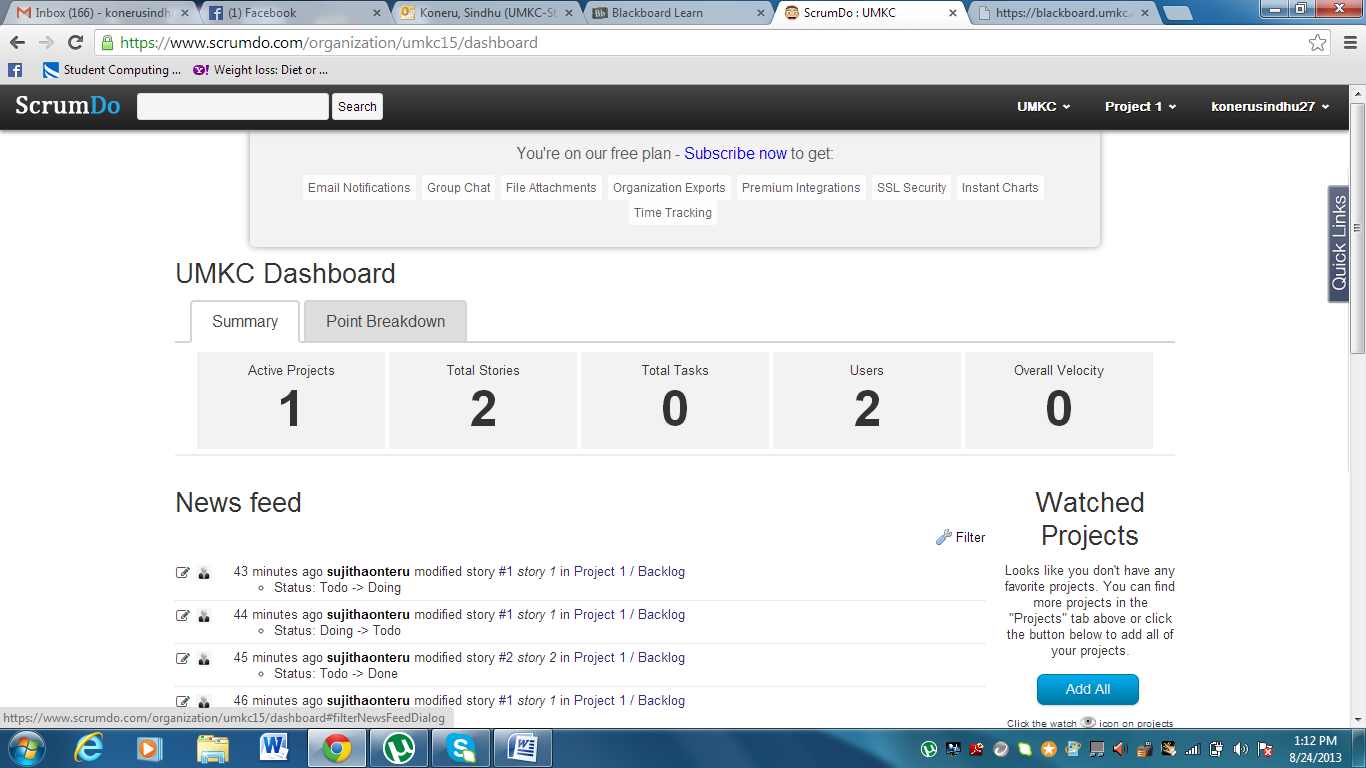 Inbox (166) - konerusindh
(1) Facebook
Koneru, Sindhu (UMKC-St
Blackboard Learn
ScrumDo : UMKC
https://blackboard.umkc.
https://www.scrumdo.com/organization/umkc15/dashboard
Student Computing ...
Weight loss: Diet or ...
ScrumDo
Search
UMKC
Project 1
konerusindhu27
You're on our free plan - Subscribe now to get:
Email Notifications Group Chat File Attachments Organization Exports Premium Integrations SSL Security Instant Charts
Time Tracking
Quick Links
UMKC Dashboard
Summary
Point Breakdown
Active Projects
1
Total Stories
2
Total Tasks
0
Users
2
Overall Velocity
0
News feed
Filter
43 minutes ago sujithaonteru modified story #1 story 1 in Project 1 / Backlog
Status: Todo -> Doing
44 minutes ago sujithaonteru modified story #1 story 1 in Project 1 / Backlog
Status: Doing -> Todo
45 minutes ago sujithaonteru modified story #2 story 2 in Project 1 / Backlog
Status: Todo -> Done
46 minutes ago sujithaonteru modified story #1 story 1 in Project 1 / Backlog
Watched
Projects
Looks like you don't have any
favorite projects. You can find
more projects in the
"Projects" tab above or click
the button below to add all of
your projects.
Add All
Click the watch icon on projects
https://www.scrumdo.com/organization/umkc15/dashboard#filterNewsFeedDialog
1:12 PM
8/24/2013